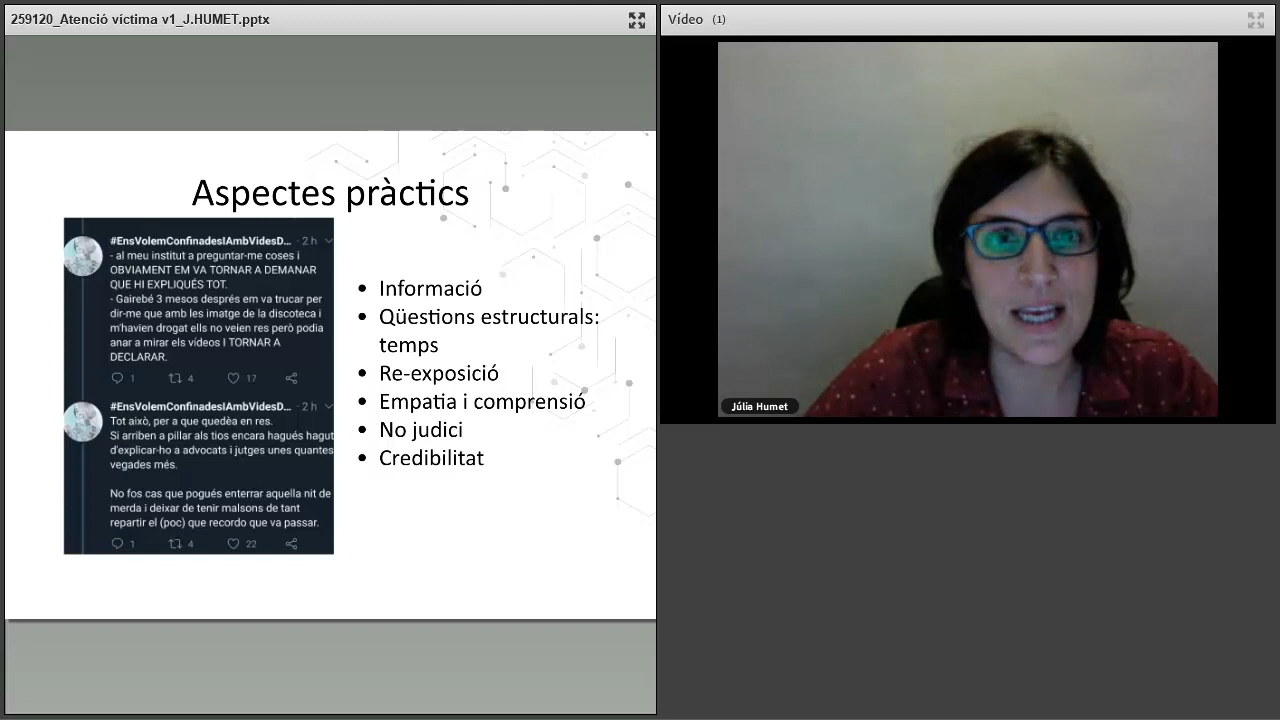 259120_Atenció víctima v1_J.HUMET.pptx
Vídeo (1)
Aspectes pràctics
#EnsVolemConfinadesIAmbVidesD... · 2 h
- al meu institut a preguntar-me coses i
OBVIAMENT EM VA TORNAR A DEMANAR
QUE HI EXPLIQUÉS TOT.
- Gairebé 3 mesos després em va trucar per
dir-me que amb les imatge de la discoteca i
m'havien drogat ells no veien res però podia
anar a mirar els vídeos I TORNAR A
DECLARAR.
1 4 17
#EnsVolemConfinadesIAmbVidesD... · 2 h
Tot això, per a que quedèa en res.
Si arriben a pillar als tios encara hagués hagut
d'explicar-ho a advocats i jutges unes quantes
vegades més.
No fos cas que pogués enterrar aquella nit de
merda i deixar de tenir malsons de tant
repartir el (poc) que recordo que va passar.
1 4 22
• Informació
• Qüestions estructurals:
temps
• Re-exposició
• Empatia i comprensió
• No judici
• Credibilitat
Júlia Humet